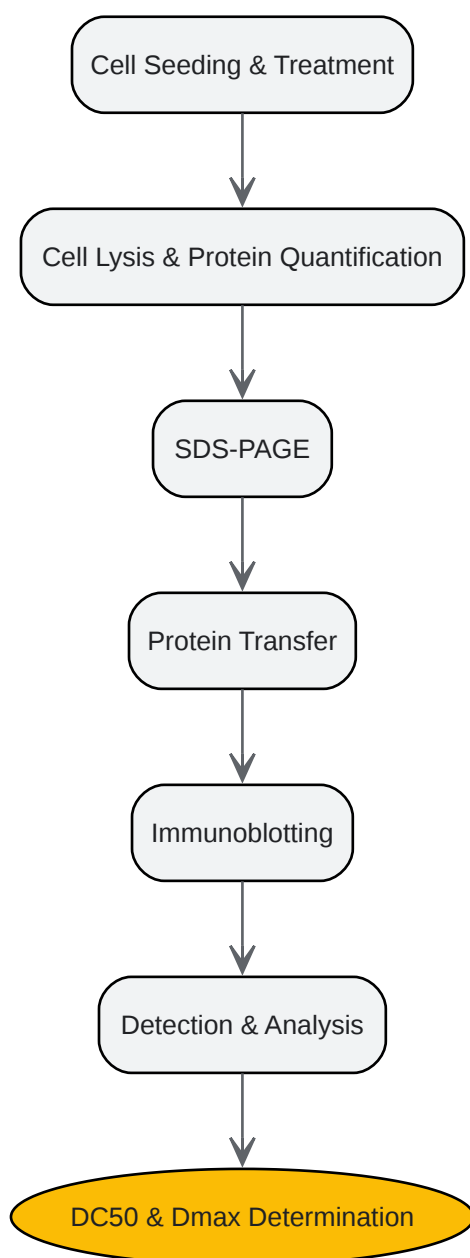 Cell Seeding & Treatment
Cell Lysis & Protein Quantification
SDS-PAGE
Protein Transfer
Immunoblotting
Detection & Analysis
DC50 & Dmax Determination